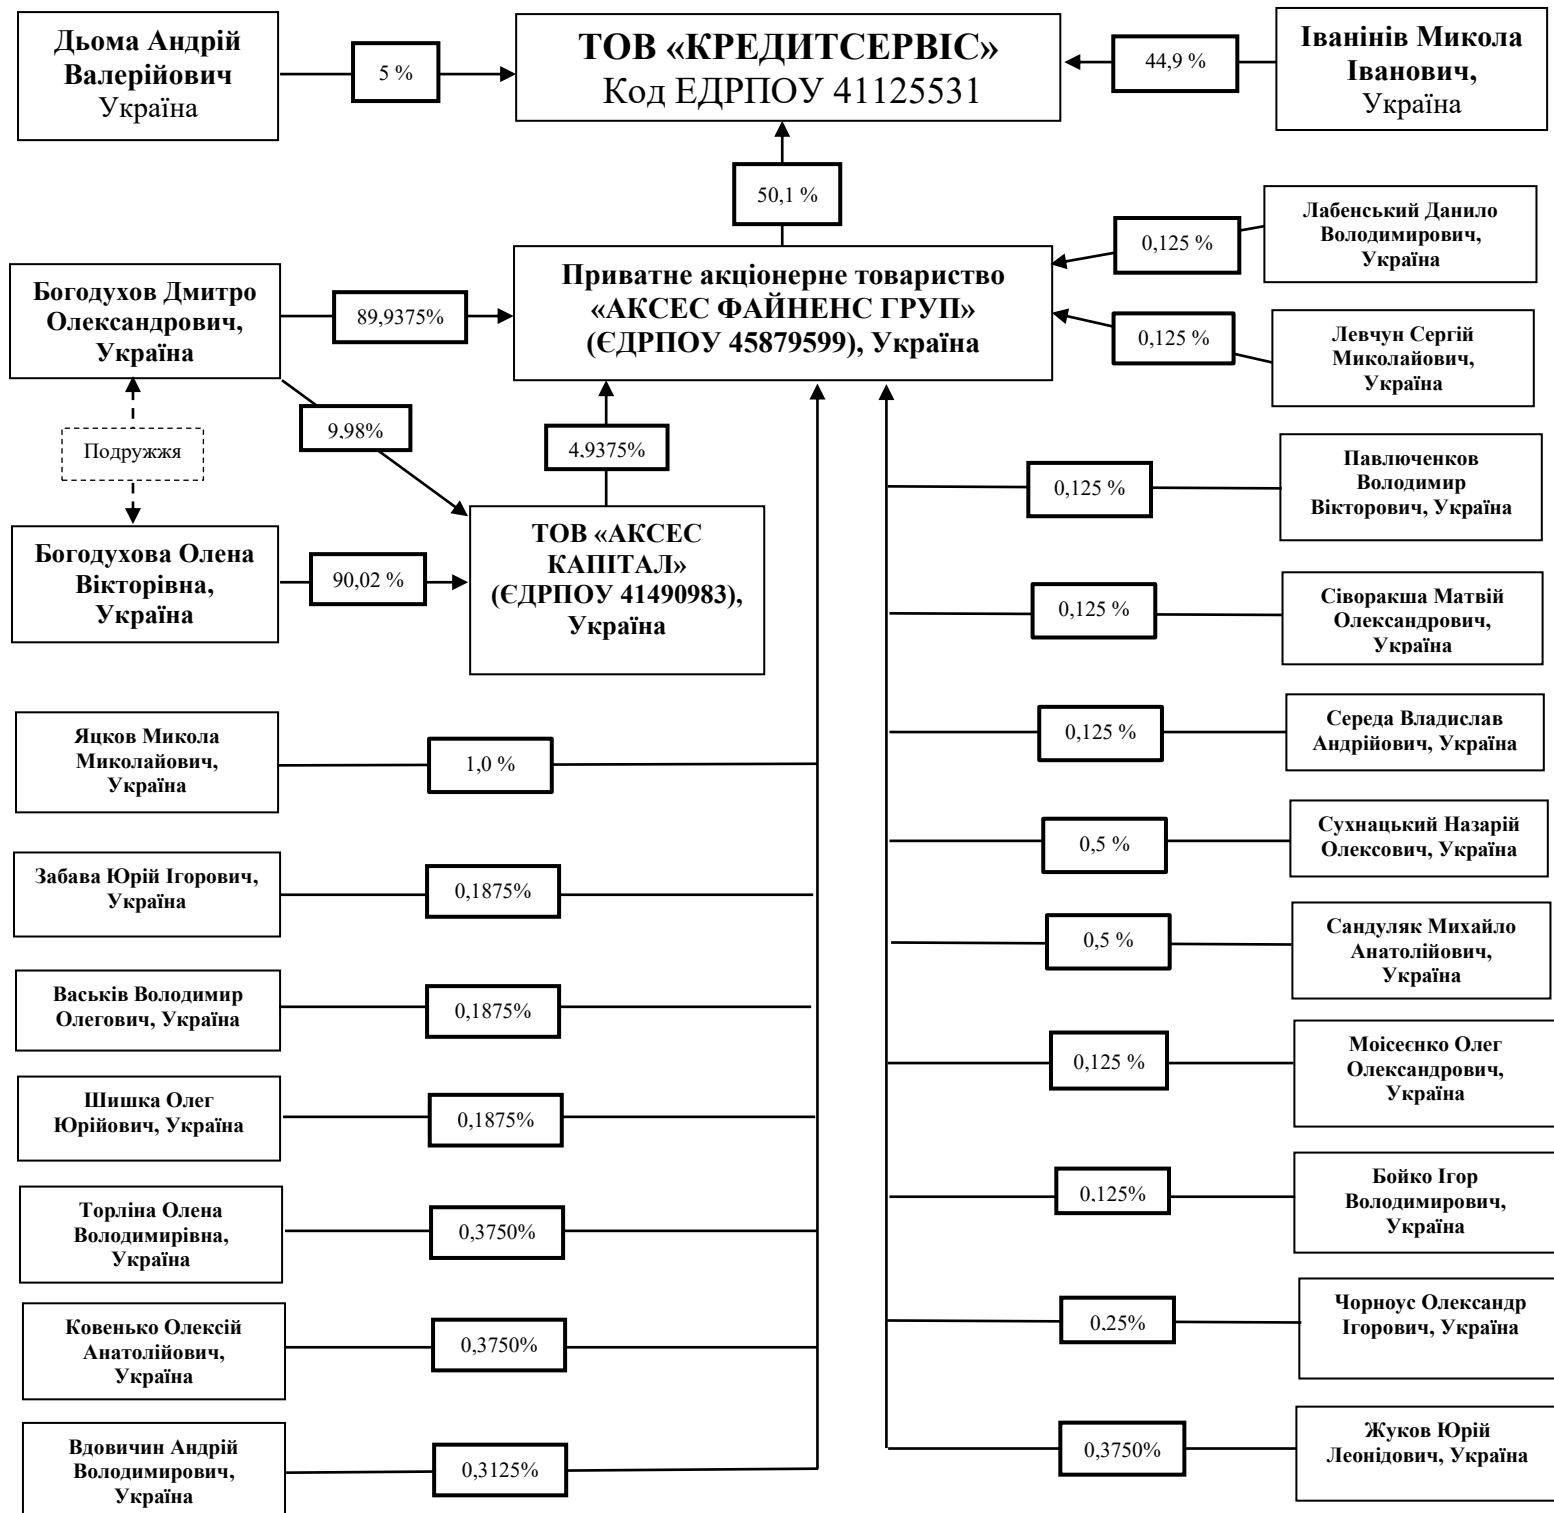 Дьома Андрій
Валерійович
Україна
5 %
ТОВ «КРЕДИТСЕРВІС»
Код ЕДРПОУ 41125531
44,9 %
Іванінів Микола
Іванович,
Україна
50,1 %
Лабенський Данило
Володимирович,
Україна
0,125 %
Богодухов Дмитро
Олександрович,
Україна
89,9375%
Приватне акціонерне товариство
«АКСЕС ФАЙНЕНС ГРУП»
(ЄДРПОУ 45879599), Україна
0,125 %
Левчун Сергій
Миколайович,
Україна
9,98%
4,9375%
Подружжя
0,125 %
Павлюченков
Володимир
Вікторович, Україна
Богодухова Олена
Вікторівна,
Україна
90,02 %
ТОВ «АКСЕС
КАПІТАЛ»
(ЄДРПОУ 41490983),
Україна
0,125 %
Сіворакша Матвій
Олександрович,
Україна
Яцков Микола
Миколайович,
Україна
1,0 %
0,125 %
Середа Владислав
Андрійович, Україна
Забава Юрій Ігорович,
Україна
0,1875%
0,5 %
Сухнацький Назарій
Олексович, Україна
0,5 %
Сандуляк Михайло
Анатолійович,
Україна
Васьків Володимир
Олегович, Україна
0,1875%
0,125 %
Моісеєнко Олег
Олександрович,
Україна
Шишка Олег
Юрійович, Україна
0,1875%
0,125%
Бойко Ігор
Володимирович,
Україна
Торліна Олена
Володимирівна,
Україна
0,3750%
0,25%
Чорноус Олександр
Ігорович, Україна
Ковенько Олексій
Анатолійович,
Україна
0,3750%
0,3750%
Жуков Юрій
Леонідович, Україна
Вдовичин Андрій
Володимирович,
Україна
0,3125%